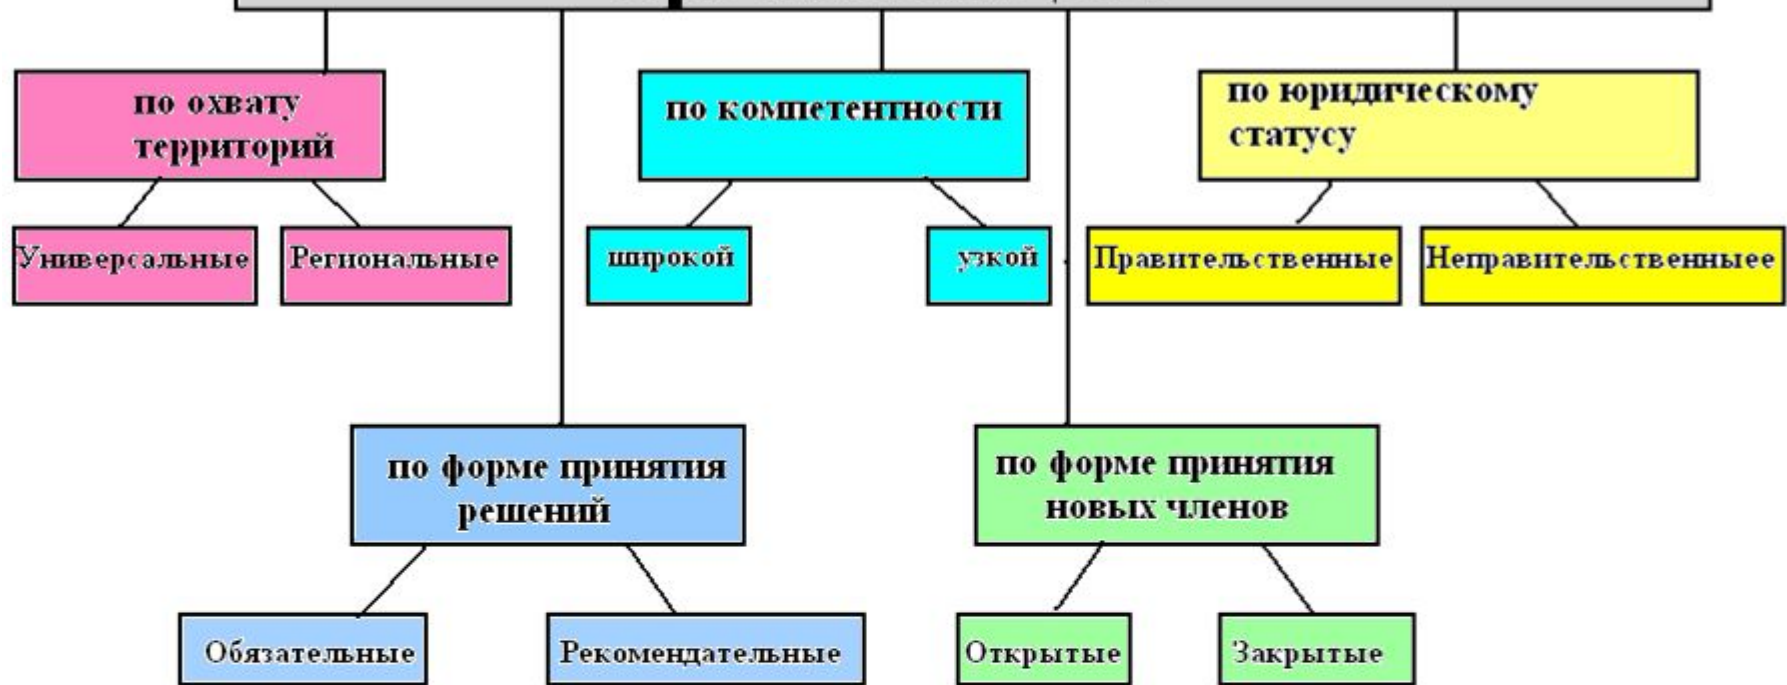 по охвату
территорий
по компетентности
по юридическому
статусу
Универсальные
Региональные
широкой
узкой
Правительственные
Неправительственныее
по форме принятия
решений
по форме принятия
новых членов
Обязательные
Рекомендательные
Открытые
Закрытые